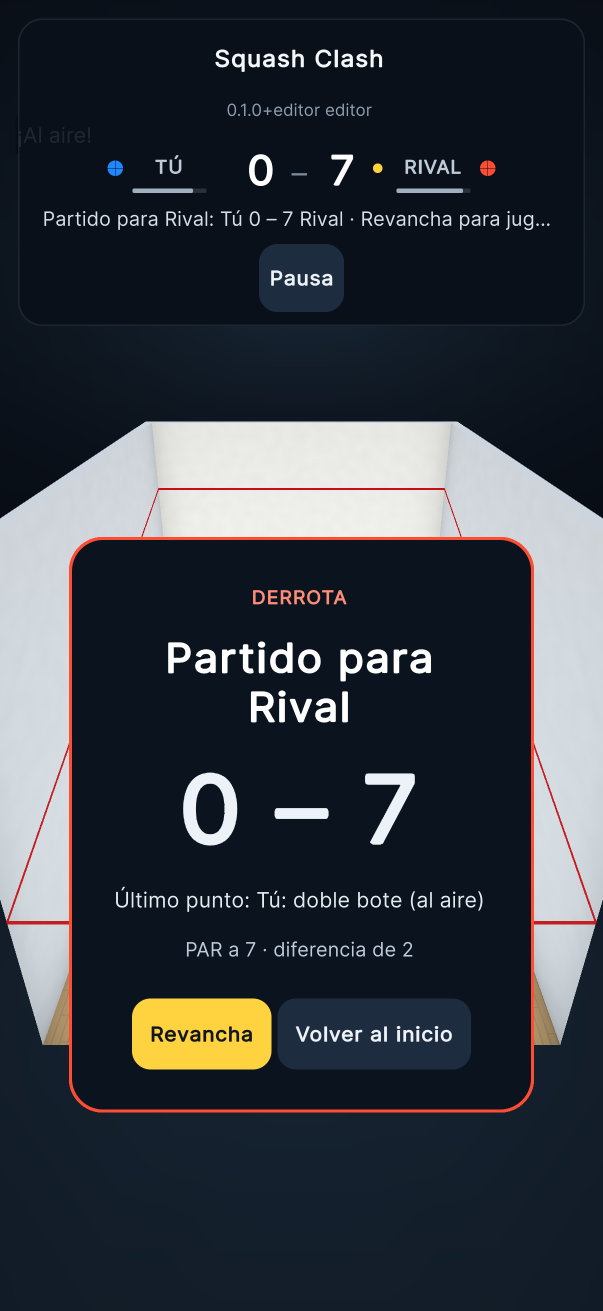 Squash Clash
0.1.0+editor editor
¡Al aire!
TÚ 0 – 7 RIVAL
Partido para Rival: Tú 0 – 7 Rival · Revancha para jug...
Pausa
DERROTA
Partido para
Rival
0 – 7
Último punto: Tú: doble bote (al aire)
PAR a 7 · diferencia de 2
Revancha Volver al inicio